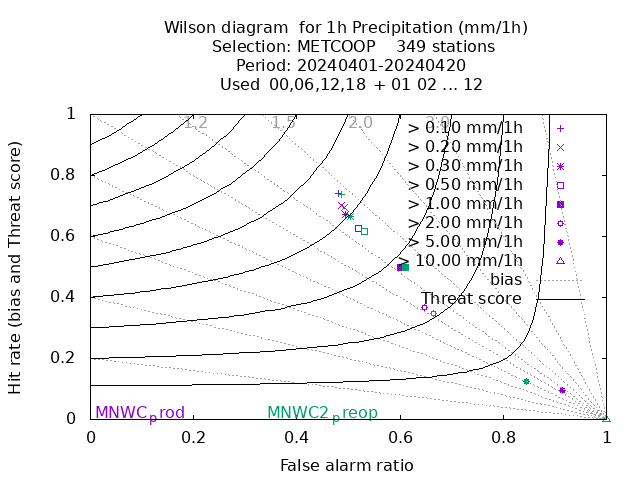 Wilson diagram  for 1h Precipitation (mm/1h)
Selection: METCOOP    349 stations
Period: 20240401-20240420
Used  00,06,12,18  + 01 02 ... 12
1.2 1.5 2.0 3.0
> 0.10 mm/1h
> 0.20 mm/1h
> 0.30 mm/1h
> 0.50 mm/1h
> 1.00 mm/1h
> 2.00 mm/1h
> 5.00 mm/1h
> 10.00 mm/1h
bias
Threat score
Hit rate (bias and Threat score)
1
0.8
0.6
0.4
0.2
0
MNWCprod MNWC2preop
0 0.2 0.4 0.6 0.8 1
False alarm ratio